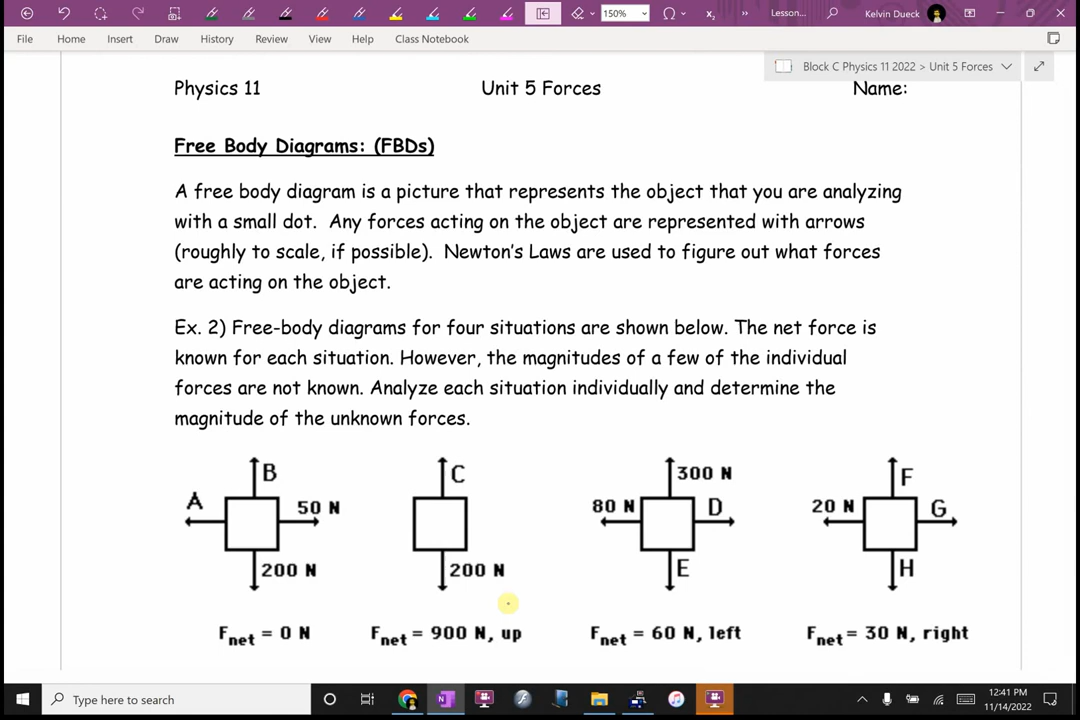 150%
Lesson...
Kelvin Dueck
File Home Insert Draw History Review View Help Class Notebook
Block C Physics 11 2022 > Unit 5 Forces
Physics 11 Unit 5 Forces Name:
Free Body Diagrams: (FBDs)
A free body diagram is a picture that represents the object that you are analyzing
with a small dot. Any forces acting on the object are represented with arrows
(roughly to scale, if possible). Newton's Laws are used to figure out what forces
are acting on the object.
Ex. 2) Free-body diagrams for four situations are shown below. The net force is
known for each situation. However, the magnitudes of a few of the individual
forces are not known. Analyze each situation individually and determine the
magnitude of the unknown forces.
B C 300 N F
A 50 N 80 N D 20 N G
200 N 200 N E H
Fnet = 0 N Fnet = 900 N, up Fnet = 60 N, left Fnet = 30 N, right
Type here to search
12:41 PM
11/14/2022